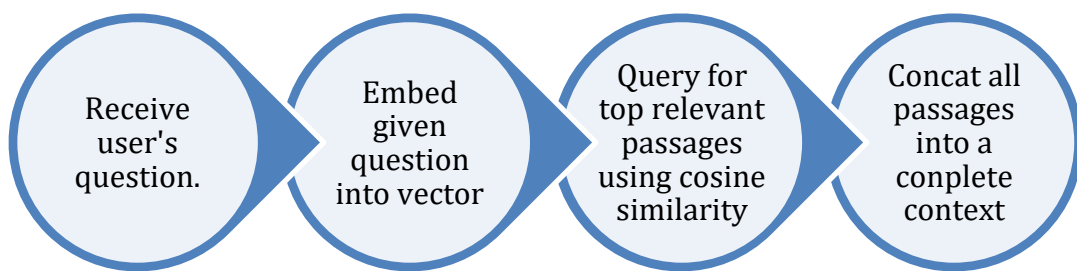 Receive
user's
question.
Embed
given
question
into vector
Query for
top relevant
passages
using cosine
similarity
Concat all
passages
into a
conplete
context